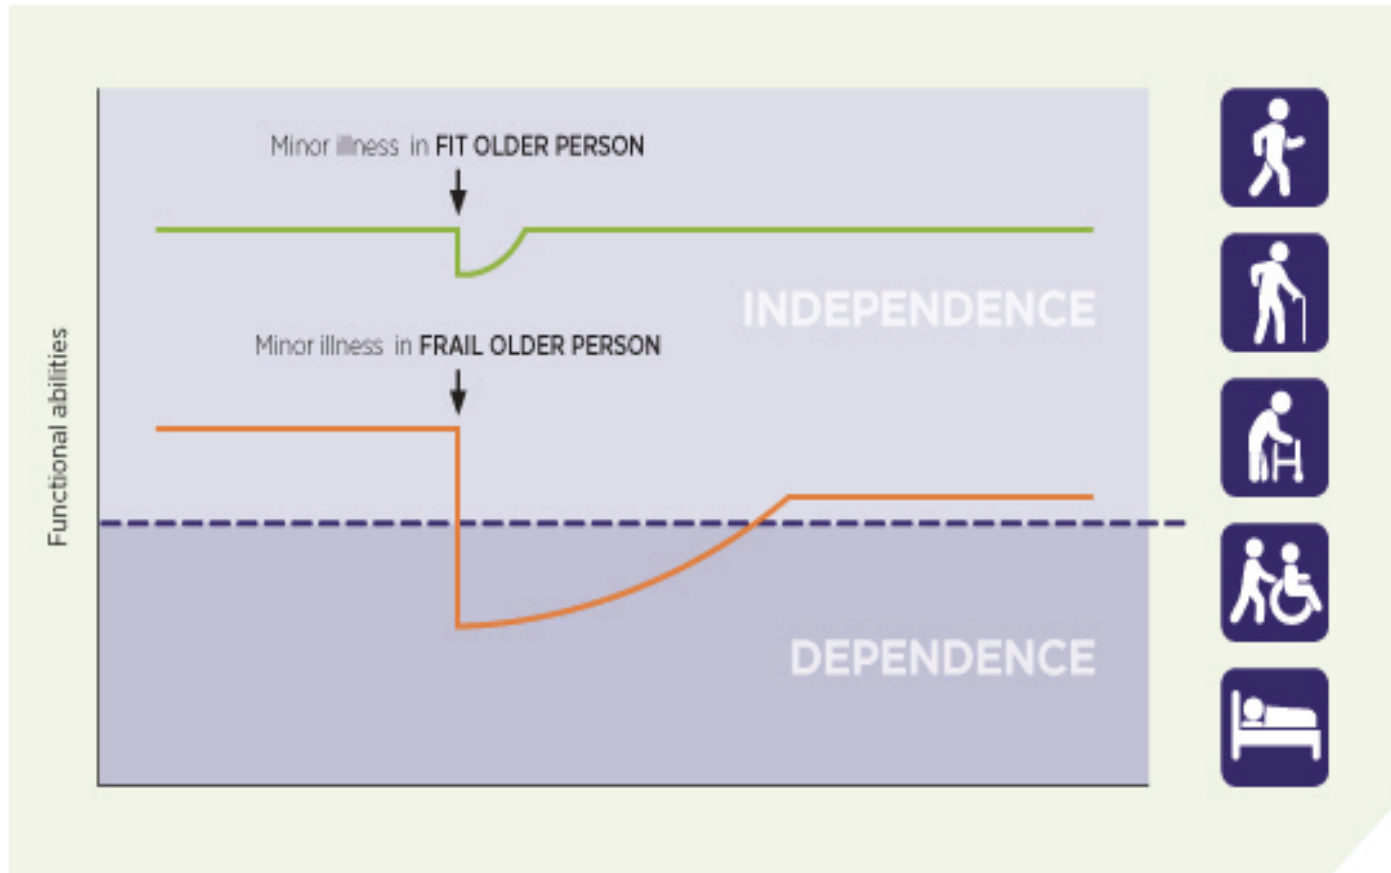 Minor illness in FIT OLDER PERSON
INDEPENDENCE
Minor illness in FRAIL OLDER PERSON
Functional abilities
DEPENDENCE